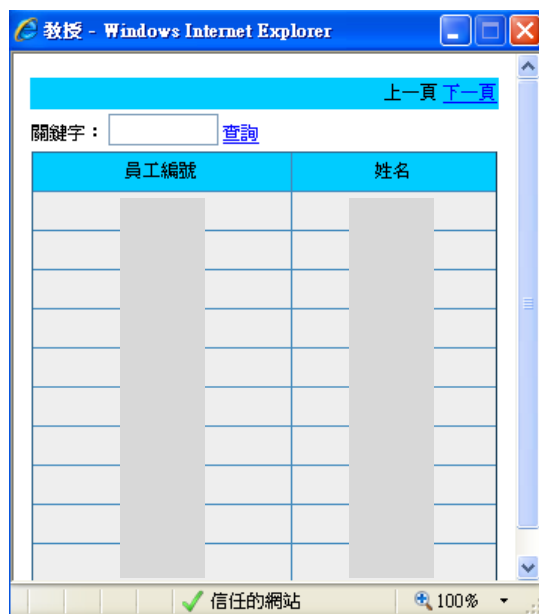 教授 - Windows Internet Explorer
上一頁 下一頁
關鍵字： 查詢
員工編號 姓名
信任的網站 100%